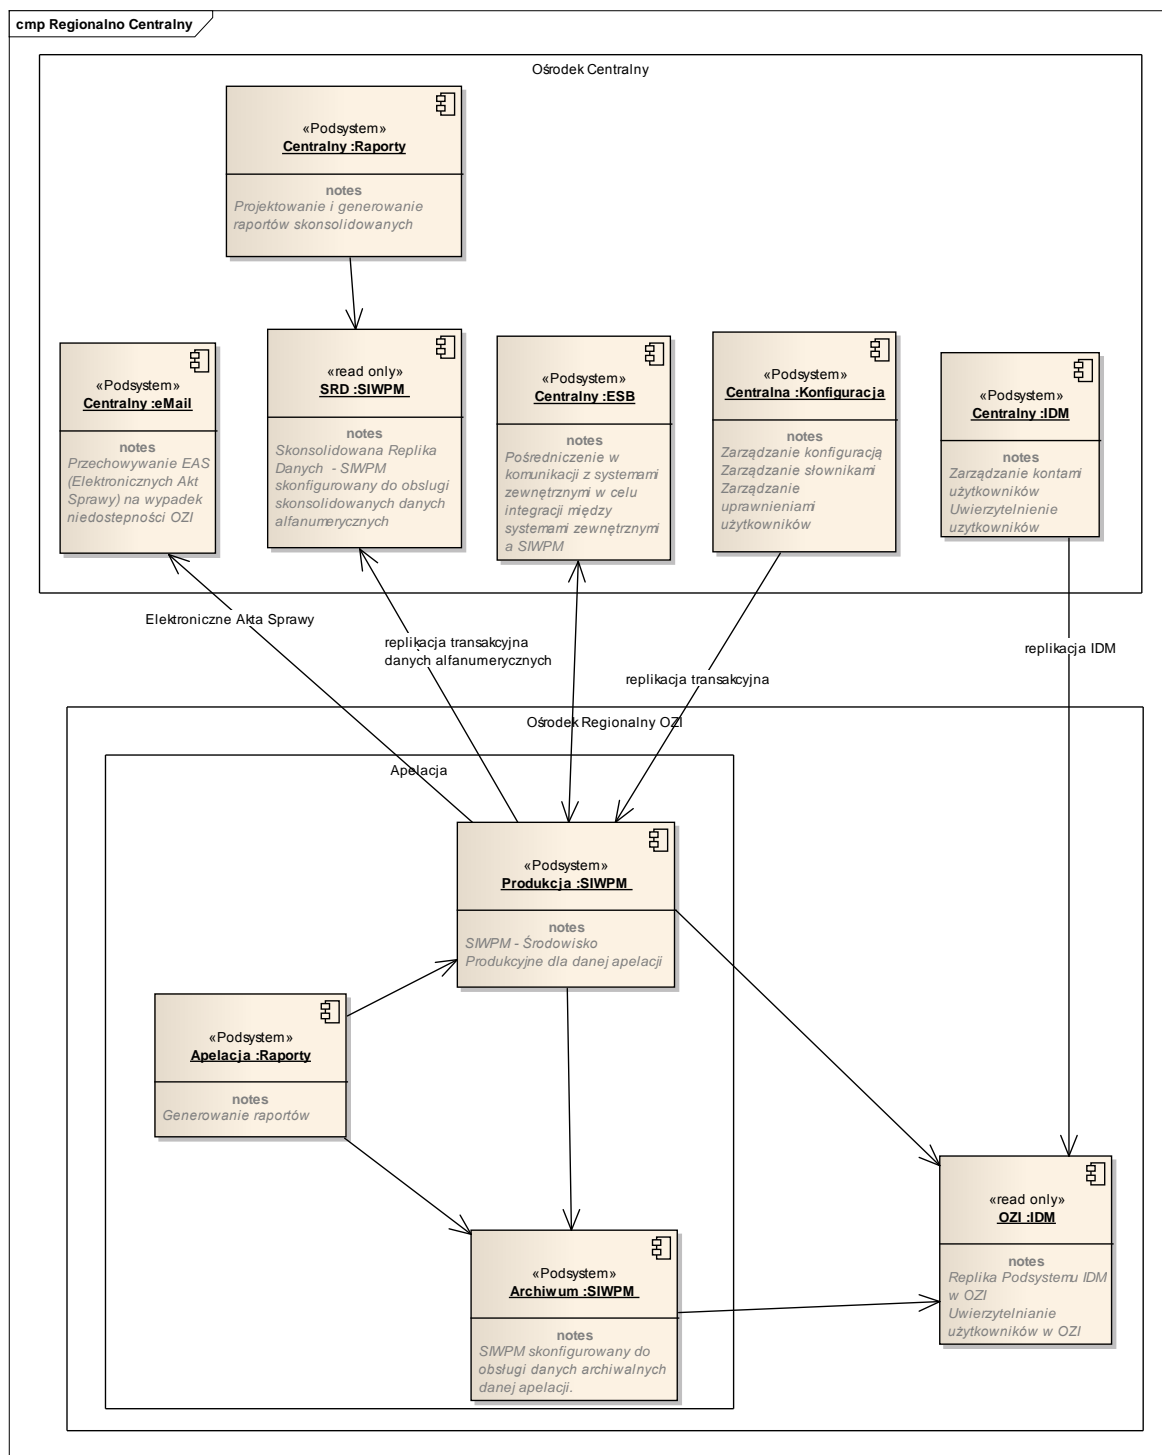 cmp Regionalno Centralny
Ośrodek Centralny
«Podsystem»
Centralny :Raporty
notes
Projektowanie i generowanie
raportów skonsolidowanych
«Podsystem»
Centralny :eMail
notes
Przechowywanie EAS
(Elektronicznych Akt
Sprawy) na wypadek
niedostepności OZI
«read only»
SRD :SIWPM
notes
Skonsolidowana Replika
Danych - SIWPM
skonfigurowany do obsługi
skonsolidowanych danych
alfanumerycznych
«Podsystem»
Centralny :ESB
notes
Pośredniczenie w
komunikacji z systemami
zewnętrznymi w celu
integracji między
systemami zewnętrznymi
a SIWPM
«Podsystem»
Centralna :Konfiguracja
notes
Zarządzanie konfiguracją
Zarządzanie słownikami
Zarządzanie
uprawnieniami
użytkowników
«Podsystem»
Centralny :IDM
notes
Zarządzanie kontami
użytkowników
Uwierzytelnienie
uzytkowników
Elektroniczne Akta Sprawy
replikacja transakcyjna
danych alfanumerycznych
replikacja transakcyjna
replikacja IDM
Ośrodek Regionalny OZI
Apelacja
«Podsystem»
Produkcja :SIWPM
notes
SIWPM - Środowisko
Produkcyjne dla danej apelacji
«Podsystem»
Apelacja :Raporty
notes
Generowanie raportów
«Podsystem»
Archiwum :SIWPM
notes
SIWPM skonfigurowany do
obsługi danych archiwalnych
danej apelacji.
«read only»
OZI :IDM
notes
Replika Podsystemu IDM
w OZI
Uwierzytelnianie
użytkowników w OZI